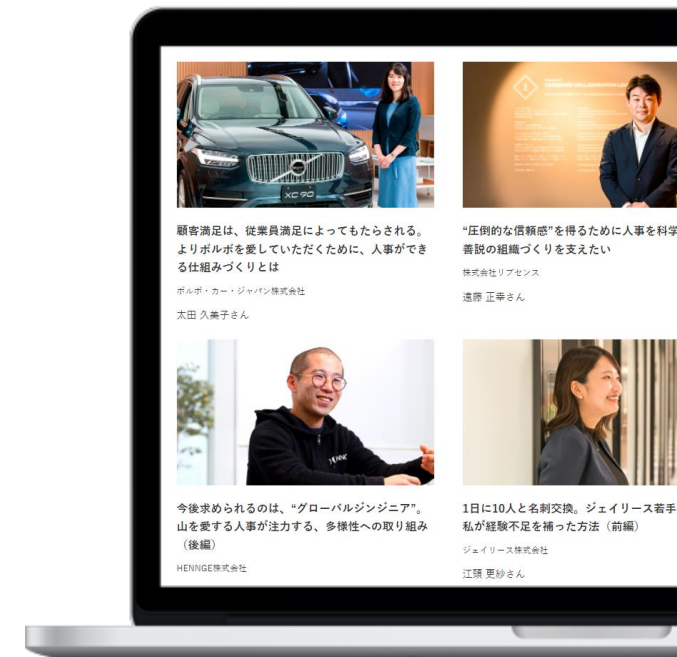 XC90
顧客満足は、従業員満足によってもたらされる。
よりボルボを愛していただくために、人事ができ
る仕組みづくりとは
ボルボ・カー・ジャパン株式会社
太田 久美子さん
“圧倒的な信頼感”を得るために人事を科学
善説の組織づくりを支えたい
株式会社リブセンス
遠藤 正幸さん
今後求められるのは、“グローバルジンジニア”。
山を愛する人事が注力する、多様性への取り組み
（後編）
HENNGE株式会社
1日に10人と名刺交換。ジェイリース若手
私が経験不足を補った方法（前編）
ジェイリース株式会社
江頭 更紗さん